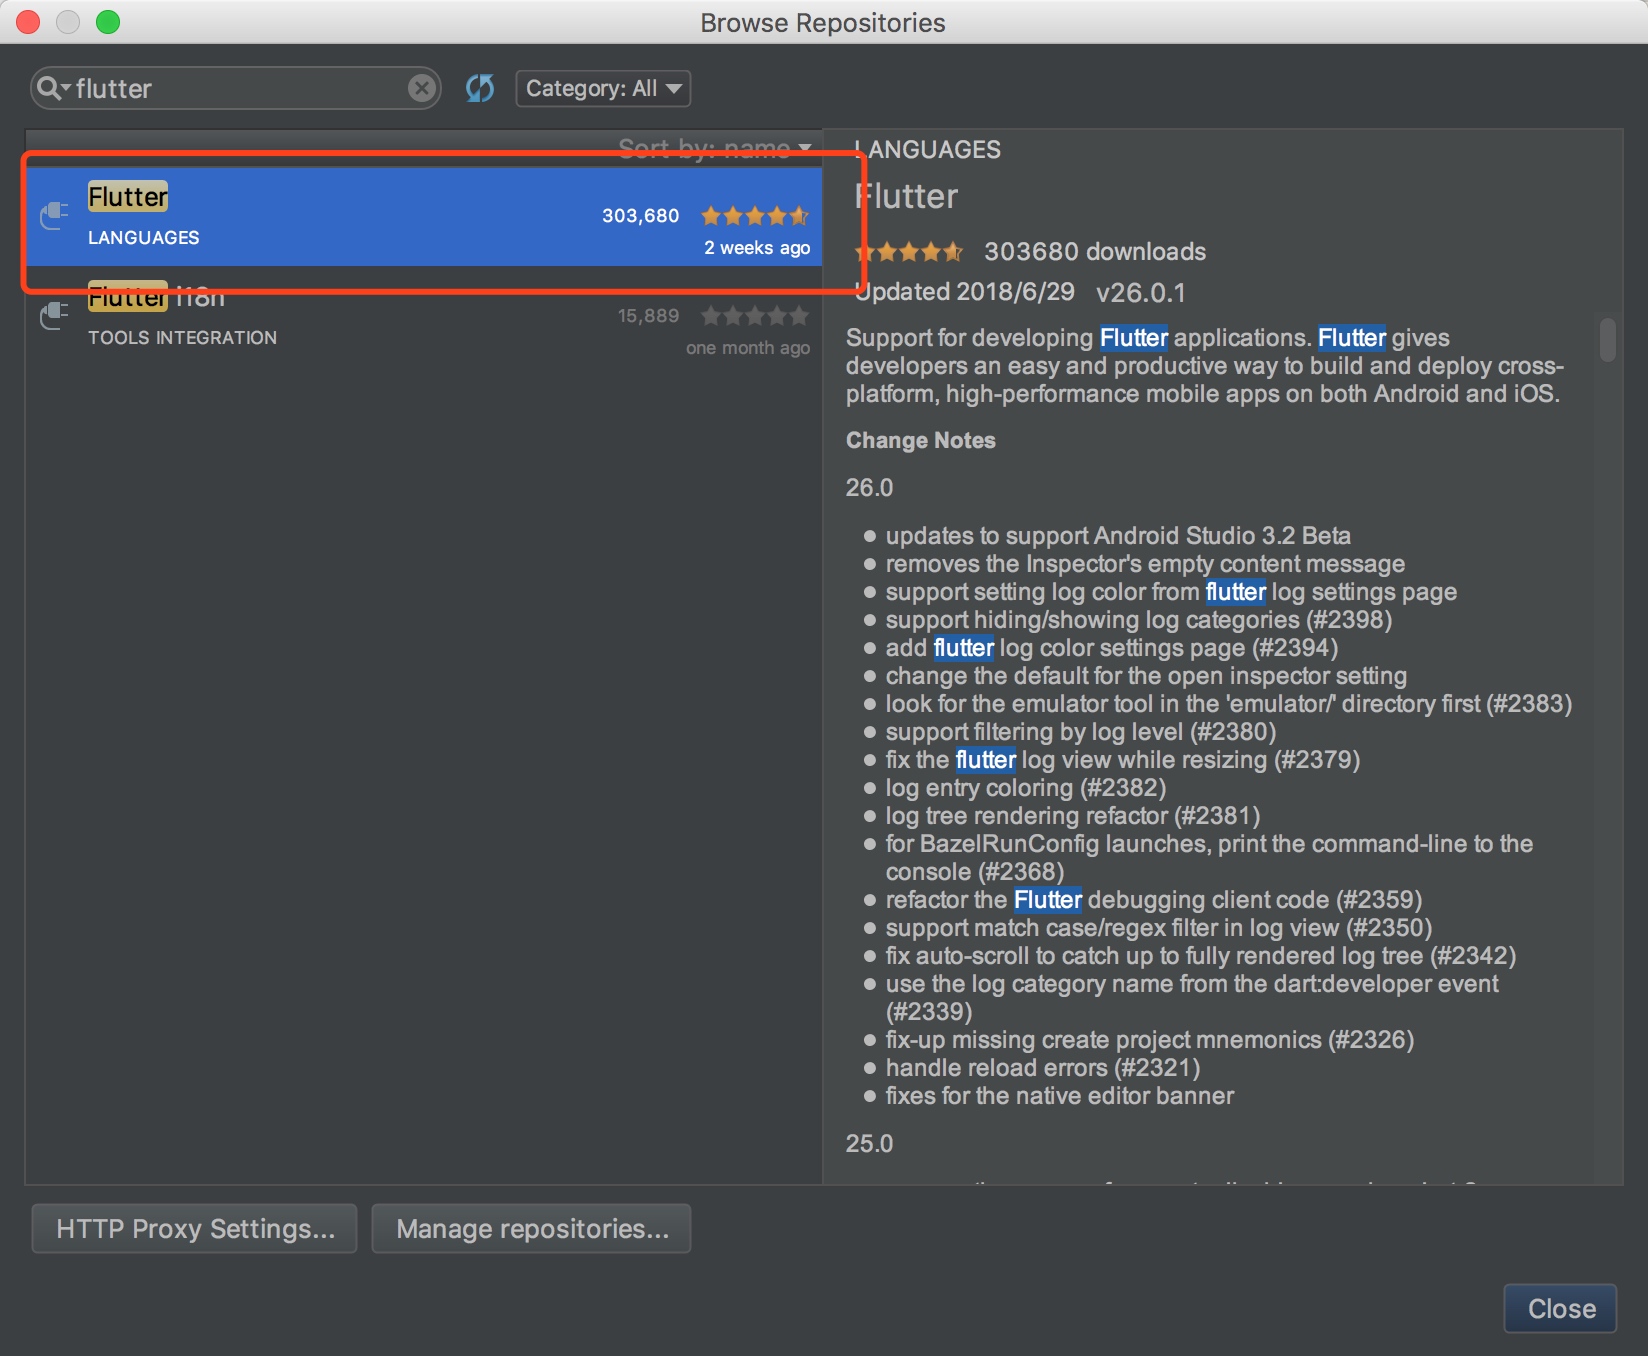 Browse Repositories
flutter
Category: All
Sort by: name
Flutter
303,680
LANGUAGES
2 weeks ago
Flutter i18n
15,889
TOOLS INTEGRATION
one month ago
LANGUAGES
Flutter
303680 downloads
Updated 2018/6/29 v26.0.1
Support for developing Flutter applications. Flutter gives
developers an easy and productive way to build and deploy cross-
platform, high-performance mobile apps on both Android and iOS.
Change Notes
26.0
updates to support Android Studio 3.2 Beta
removes the Inspector's empty content message
support setting log color from flutter log settings page
support hiding/showing log categories (#2398)
add flutter log color settings page (#2394)
change the default for the open inspector setting
look for the emulator tool in the 'emulator/' directory first (#2383)
support filtering by log level (#2380)
fix the flutter log view while resizing (#2379)
log entry coloring (#2382)
log tree rendering refactor (#2381)
for BazelRunConfig launches, print the command-line to the
console (#2368)
refactor the Flutter debugging client code (#2359)
support match case/regex filter in log view (#2350)
fix auto-scroll to catch up to fully rendered log tree (#2342)
use the log category name from the dart:developer event
(#2339)
fix-up missing create project mnemonics (#2326)
handle reload errors (#2321)
fixes for the native editor banner
25.0
HTTP Proxy Settings...
Manage repositories...
Close